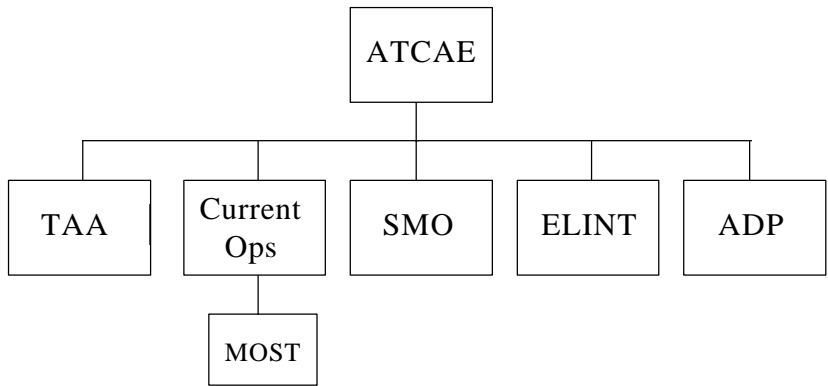 ATCAE
TAA
Current
Ops
SMO
ELINT
ADP
MOST